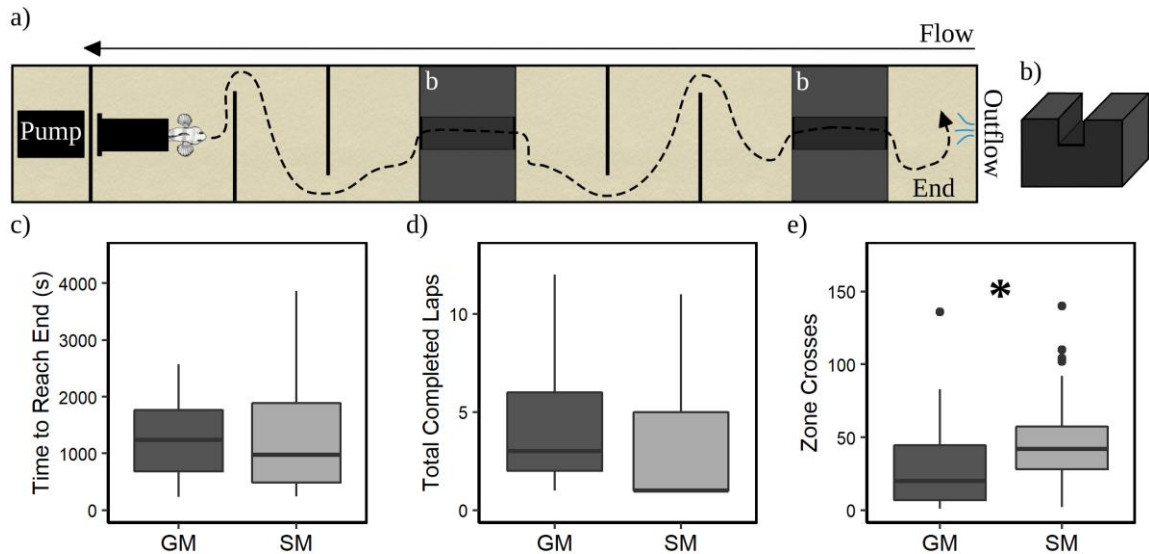 a)
Flow
b
b
b)
Pump
Outflow
End
c)
d)
e)
Time to Reach End (s)
4000
3000
2000
1000
0
GM
SM
Total Completed Laps
10
5
0
GM
SM
Zone Crosses
150
100
50
0
*
GM
SM